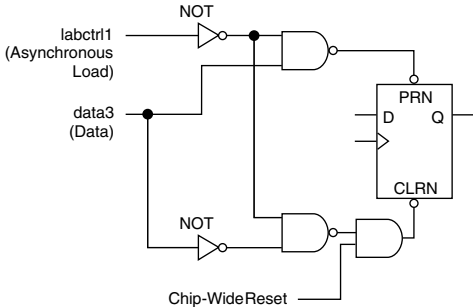 NOT
labctrl1
(Asynchronous
Load)
PRN
data3
(Data)
D Q
CLRN
NOT
Chip-Wide Reset